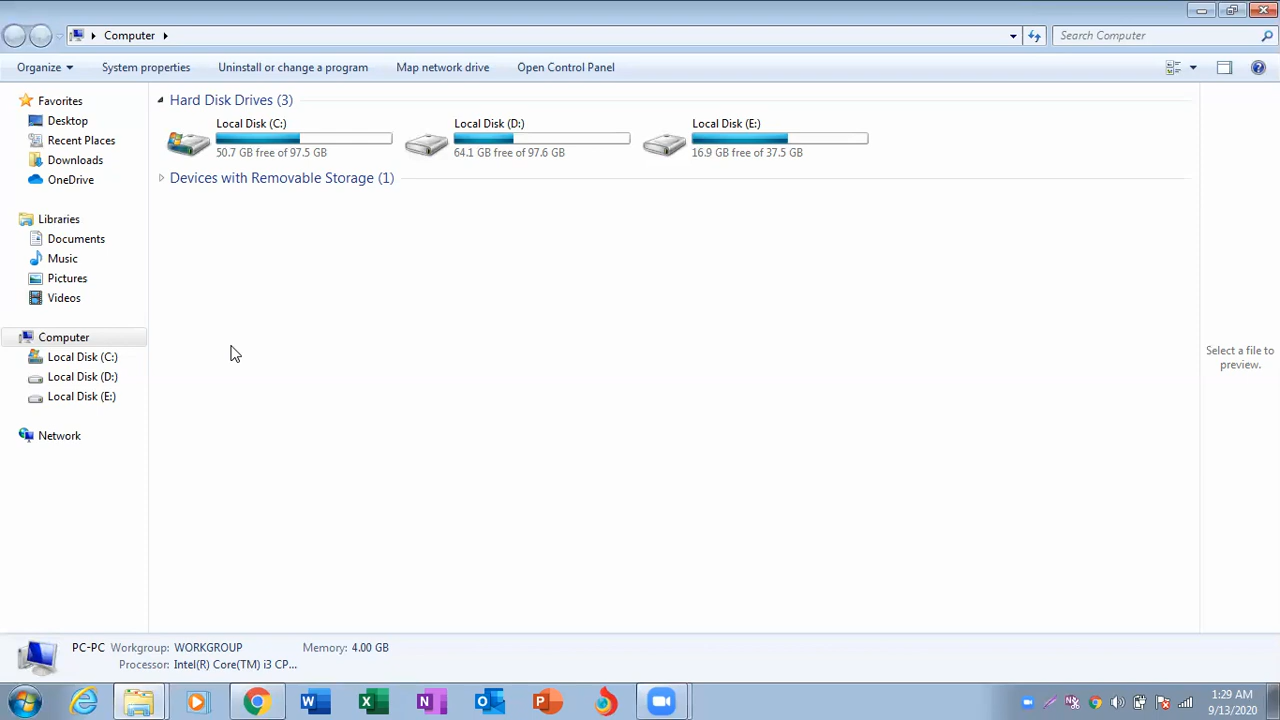 Computer
Search Computer
Organize System properties Uninstall or change a program Map network drive Open Control Panel
Favorites
Desktop
Recent Places
Downloads
OneDrive
Libraries
Documents
Music
Pictures
Videos
Computer
Local Disk (C:)
Local Disk (D:)
Local Disk (E:)
Network
Hard Disk Drives (3)
Local Disk (C:)
50.7 GB free of 97.5 GB
Local Disk (D:)
64.1 GB free of 97.6 GB
Local Disk (E:)
16.9 GB free of 37.5 GB
Devices with Removable Storage (1)
Select a file to
preview.
PC-PC Workgroup: WORKGROUP Memory: 4.00 GB
Processor: Intel(R) Core(TM) i3 CP...
1:29 AM
9/13/2020